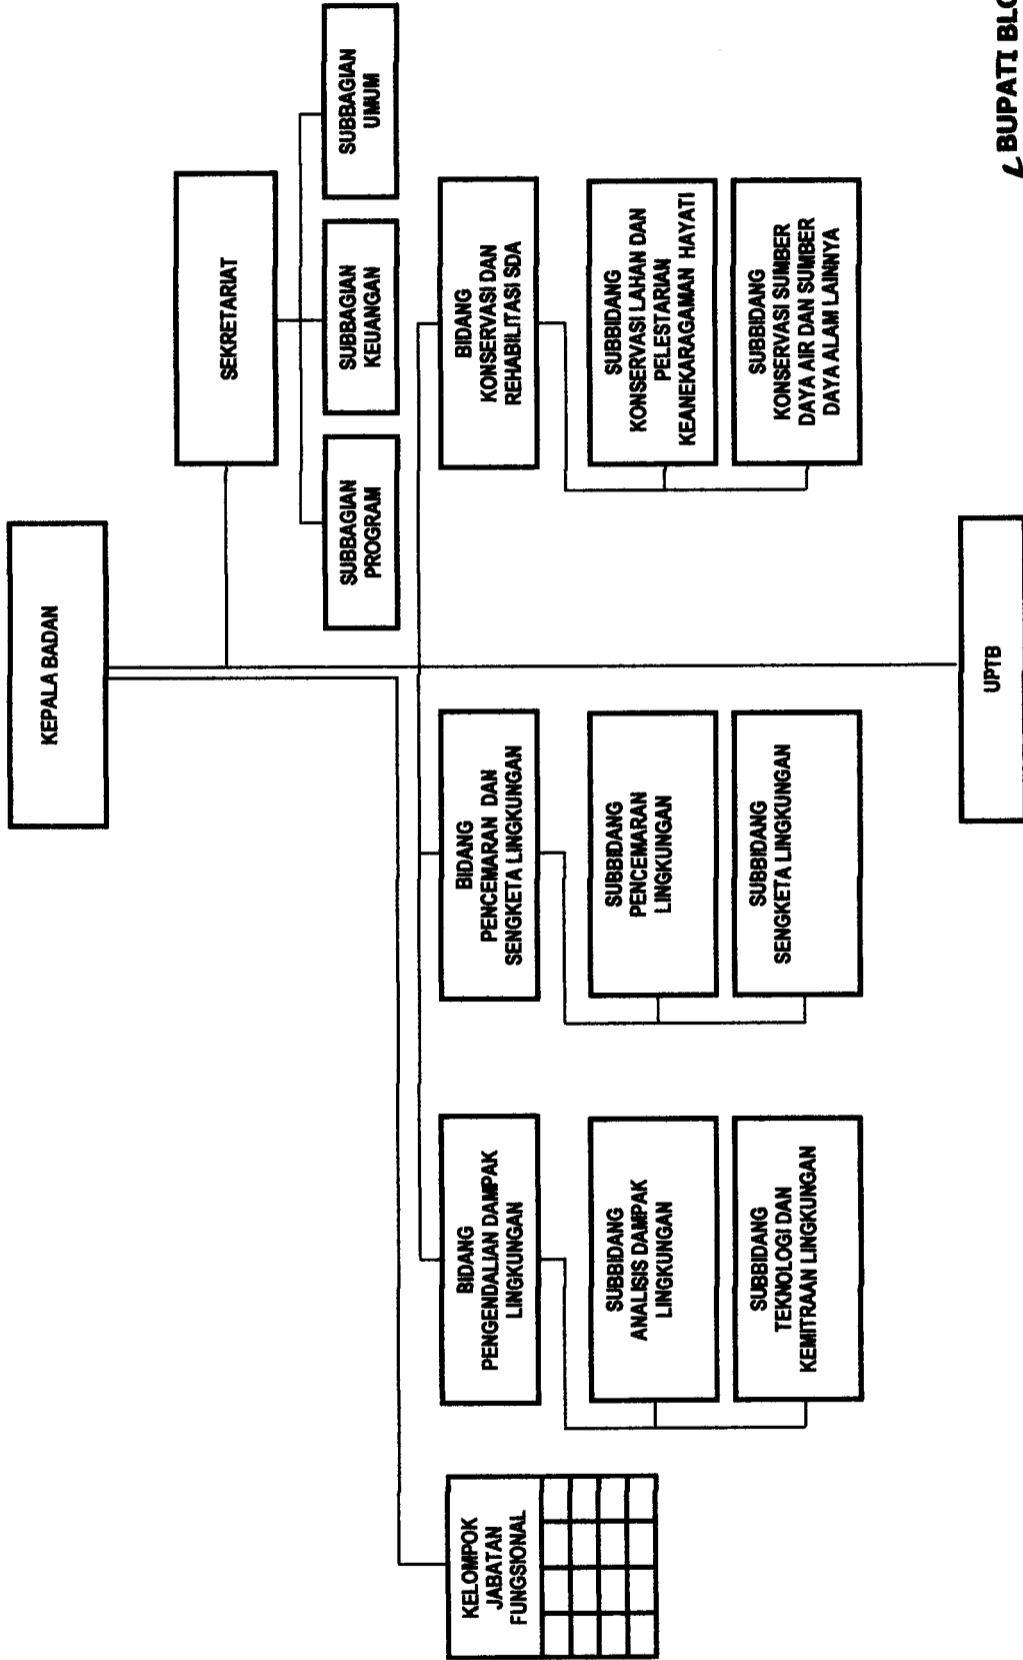 KEPALA BADAN
SEKRETARIAT
SUBBAGIAN
PROGRAM
SUBBAGIAN
KEUANGAN
SUBBAGIAN
UMUM
KELOMPOK
JABATAN
FUNGSIONAL
BIDANG
PENGENDALIAN DAMPAK
LINGKUNGAN
BIDANG
PENCEMARAN DAN
SENGKETA LINGKUNGAN
BIDANG
KONSERVASI DAN
REHABILITASI SDA
SUBBIDANG
ANALISIS DAMPAK
LINGKUNGAN
SUBBIDANG
PENCEMARAN
LINGKUNGAN
SUBBIDANG
KONSERVASI LAHAN DAN
PELESTARIAN
KEANEKARAGAMAN HAYATI
SUBBIDANG
TEKNOLOGI DAN
KEMITRAAN LINGKUNGAN
SUBBIDANG
SENGKETA LINGKUNGAN
SUBBIDANG
KONSERVASI SUMBER
DAYA AIR DAN SUMBER
DAYA ALAM LAINNYA
UPTB
BUPATI